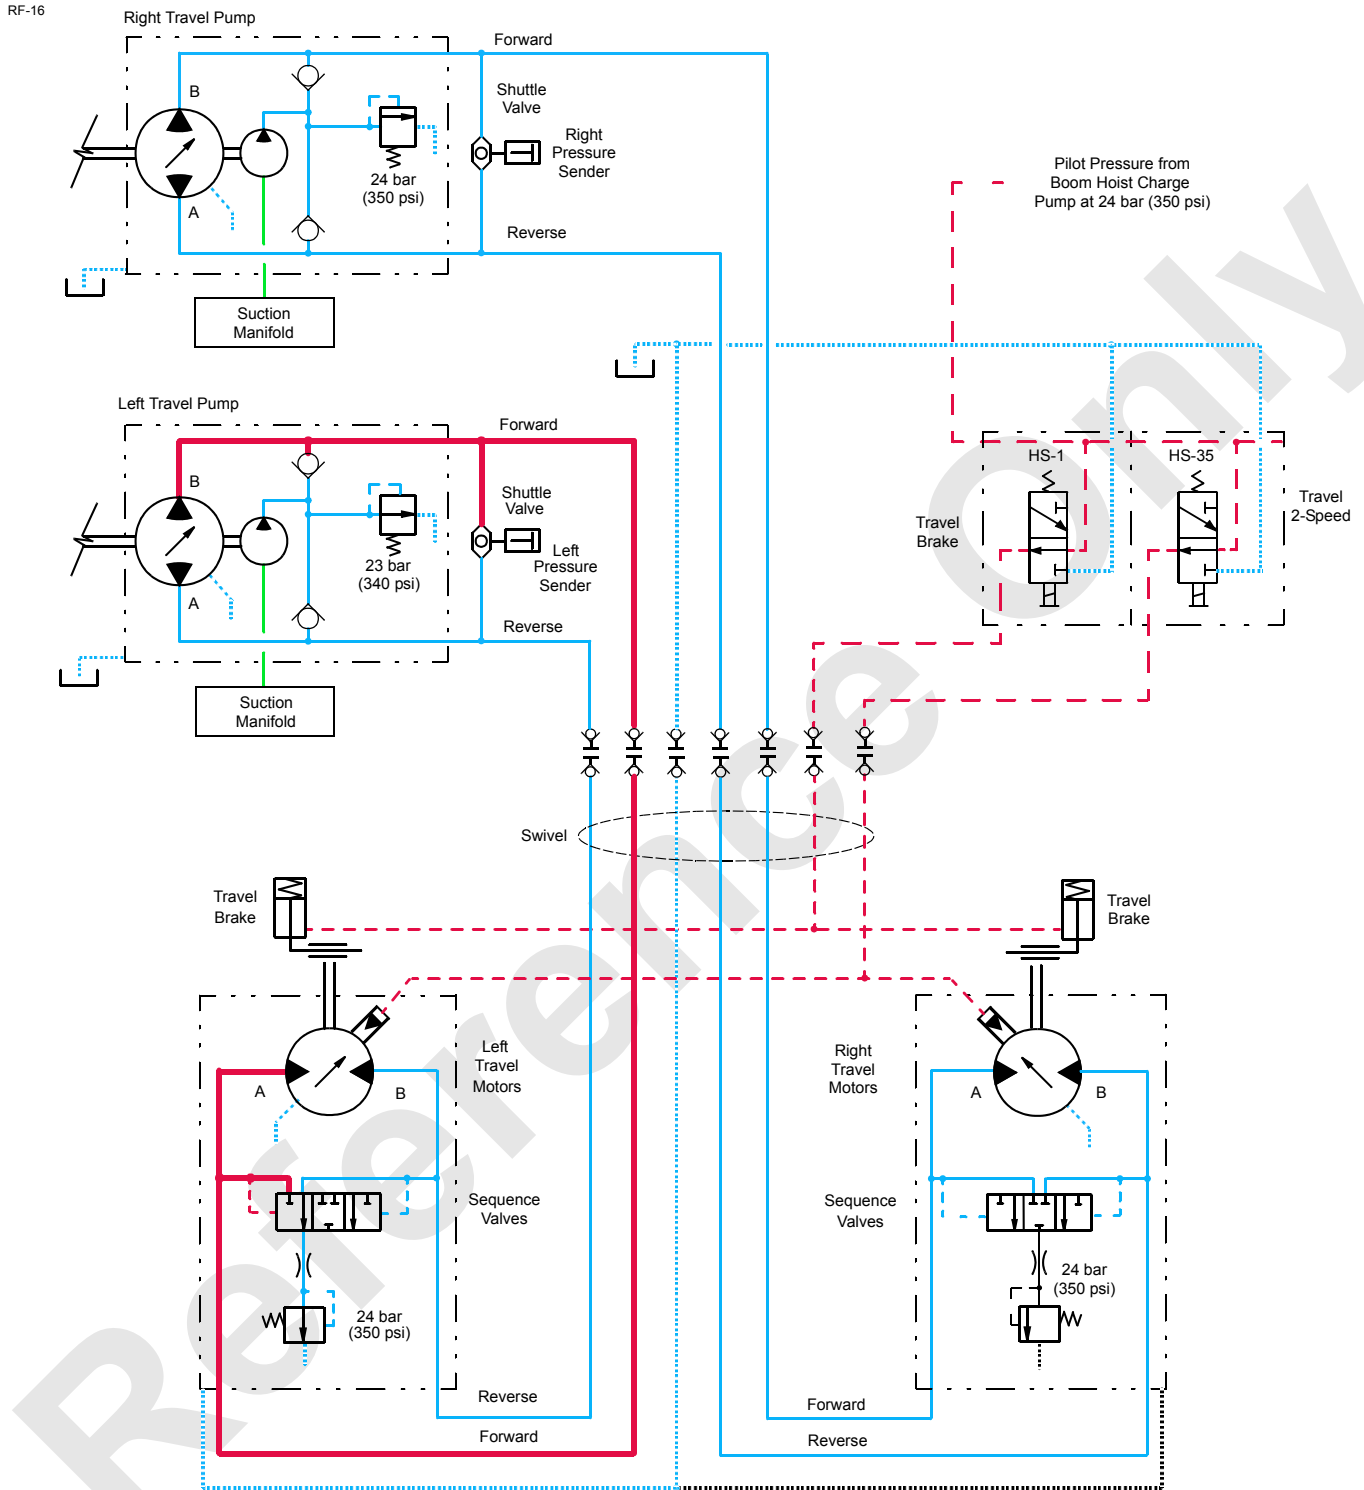 RF-16
Right Travel Pump
Forward
B
Shuttle
Valve
Right
Pressure
Sender
24 bar
(350 psi)
A
Reverse
Suction
Manifold
Pilot Pressure from
Boom Hoist Charge
Pump at 24 bar (350 psi)
Left Travel Pump
Forward
B
Shuttle
Valve
Left
Pressure
Sender
23 bar
(340 psi)
A
Reverse
Suction
Manifold
HS-1
HS-35
Travel
Brake
Travel
2-Speed
Swivel
Travel
Brake
Travel
Brake
Left
Travel
Motors
A
B
Right
Travel
Motors
A
B
Sequence
Valves
Sequence
Valves
24 bar
(350 psi)
24 bar
(350 psi)
Reverse
Forward
Forward
Reverse
Reference Only